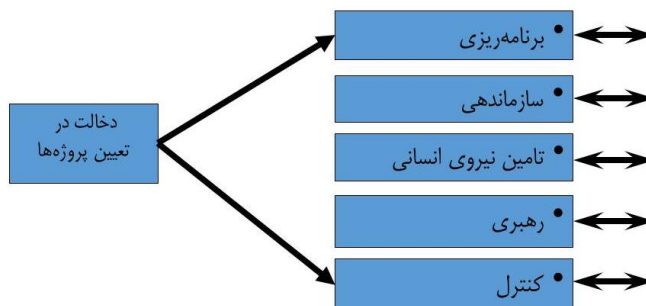 دخالت در
تعیین پروژه‌ها
• برنامه‌ریزی
• سازماندهی
• تامین نیروی انسانی
• رهبری
• کنترل